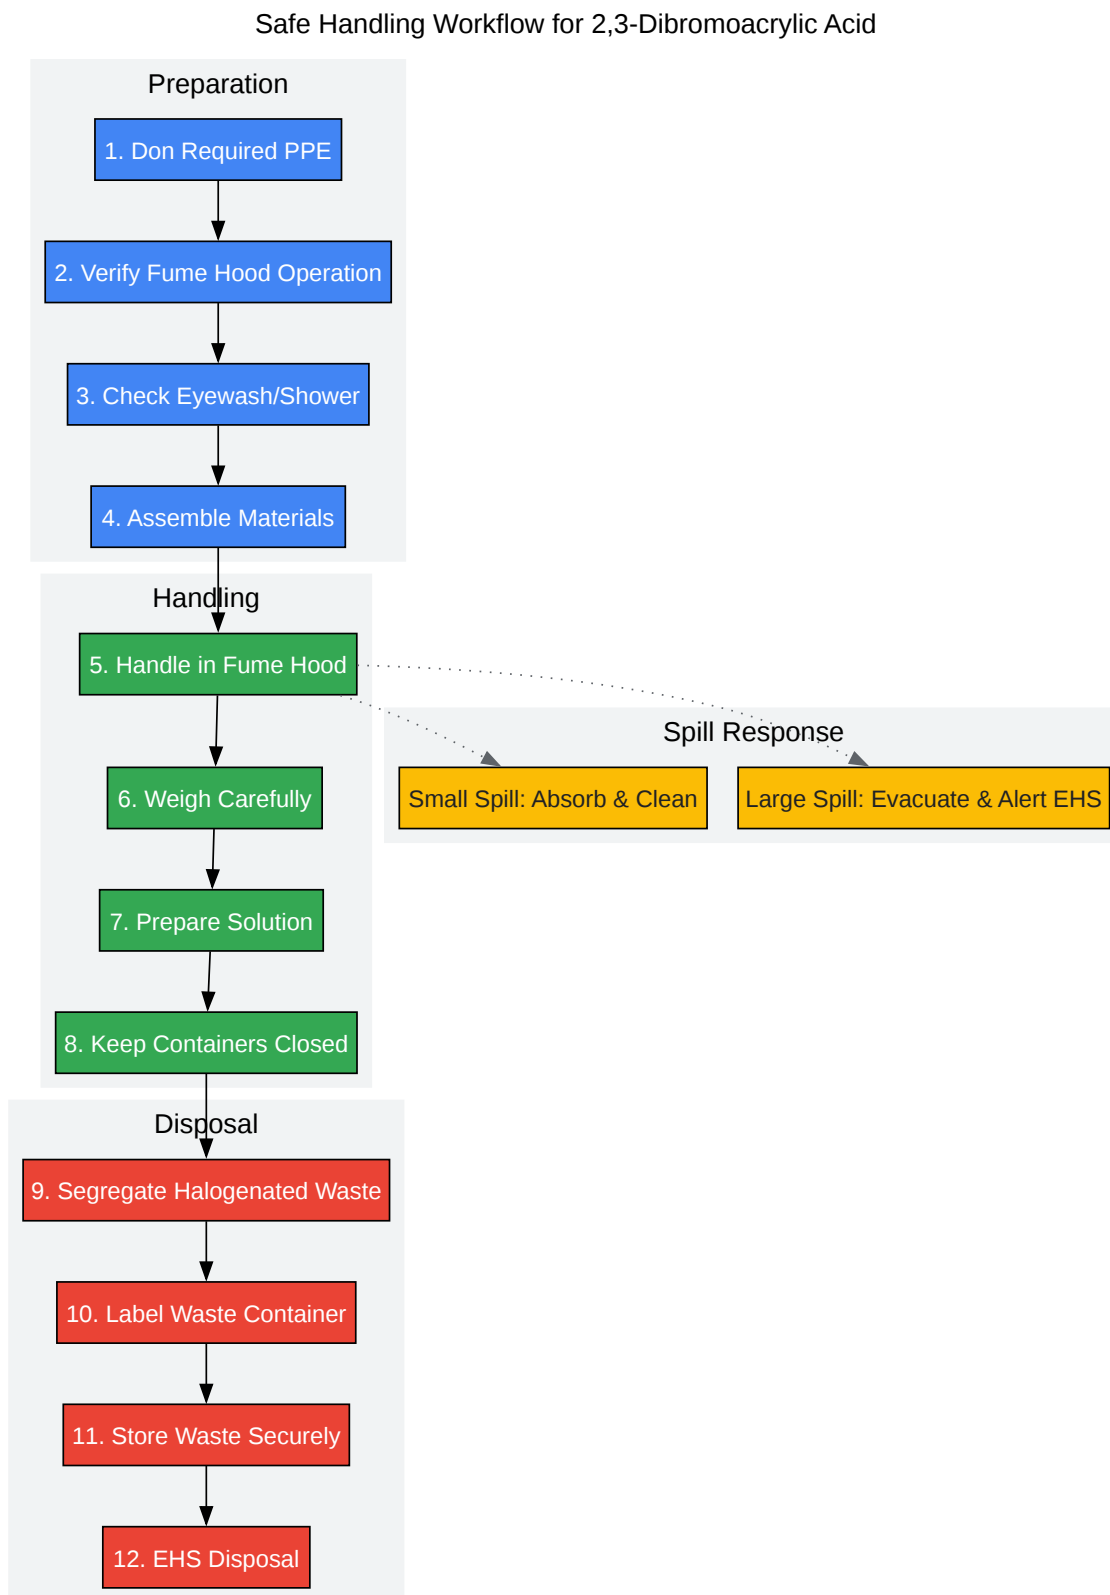 Safe Handling Workflow for 2,3-Dibromoacrylic Acid
Preparation
1. Don Required PPE
2. Verify Fume Hood Operation
3. Check Eyewash/Shower
4. Assemble Materials
Handling
5. Handle in Fume Hood
Spill Response
Small Spill: Absorb & Clean
Large Spill: Evacuate & Alert EHS
6. Weigh Carefully
7. Prepare Solution
8. Keep Containers Closed
Disposal
9. Segregate Halogenated Waste
10. Label Waste Container
11. Store Waste Securely
12. EHS Disposal